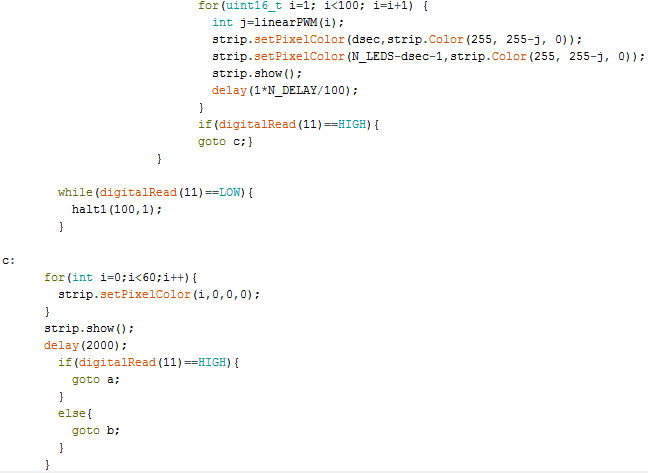 for(uint16_t i=1; i<100; i=i+1) {
int j=linearPWM(i);
strip.setPixelColor(dsec,strip.Color(255, 255-j, 0));
strip.setPixelColor(N_LEDS-dsec-1,strip.Color(255, 255-j, 0));
strip.show();
delay(1*N_DELAY/100);
}
if(digitalRead(11)==HIGH){
goto c;}
}
while(digitalRead(11)==LOW){
halt1(100,1);
}
c:
for(int i=0;i<60;i++){
strip.setPixelColor(i,0,0,0);
}
strip.show();
delay(2000);
if(digitalRead(11)==HIGH){
goto a;
}
else{
goto b;
}
}